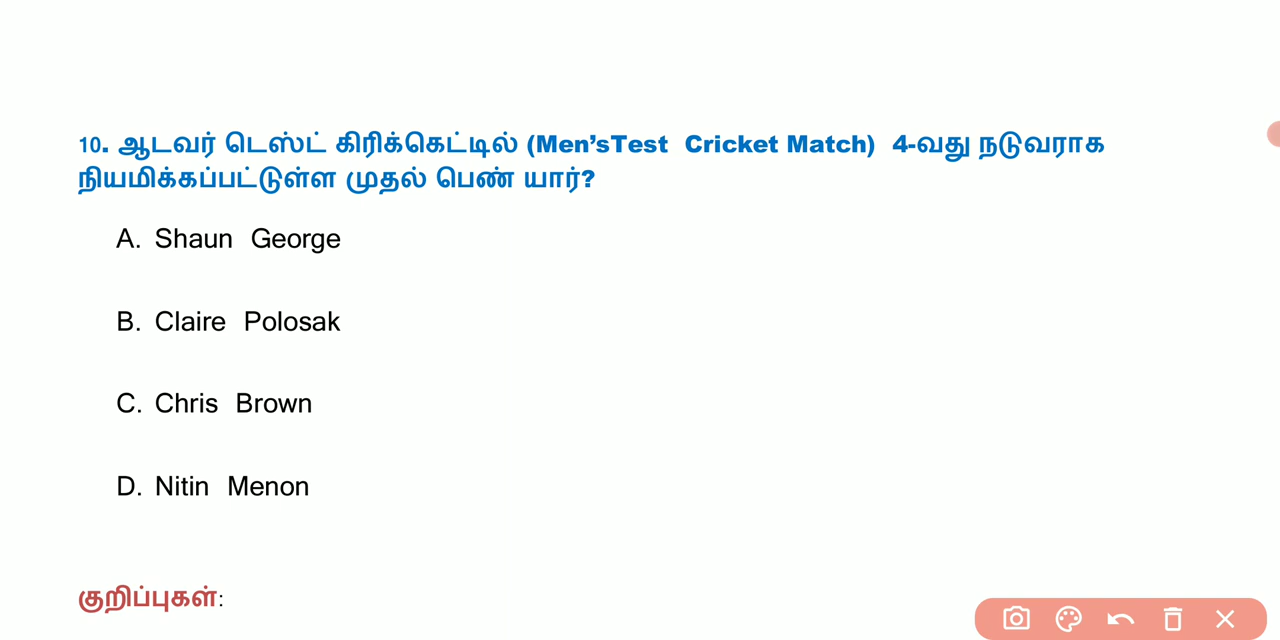 10. ஆடவர் டெஸ்ட் கிரிக்கெட்டில் (Men'sTest Cricket Match) 4-வது நடுவராக
நியமிக்கப்பட்டுள்ள முதல் பெண் யார்?
A. Shaun George
B. Claire Polosak
C. Chris Brown
D. Nitin Menon
குறிப்புகள்: